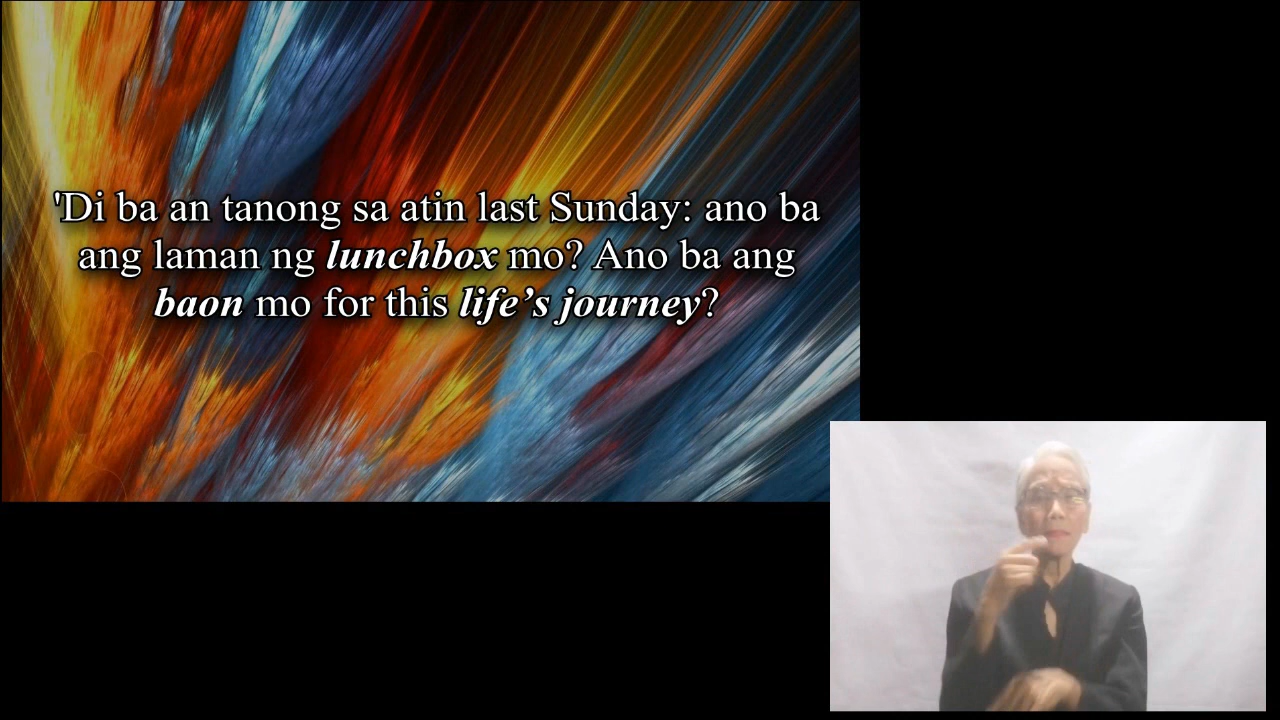 'Di ba an tanong sa atin last Sunday: ano ba
ang laman ng lunchbox mo? Ano ba ang
baon mo for this life’s journey?